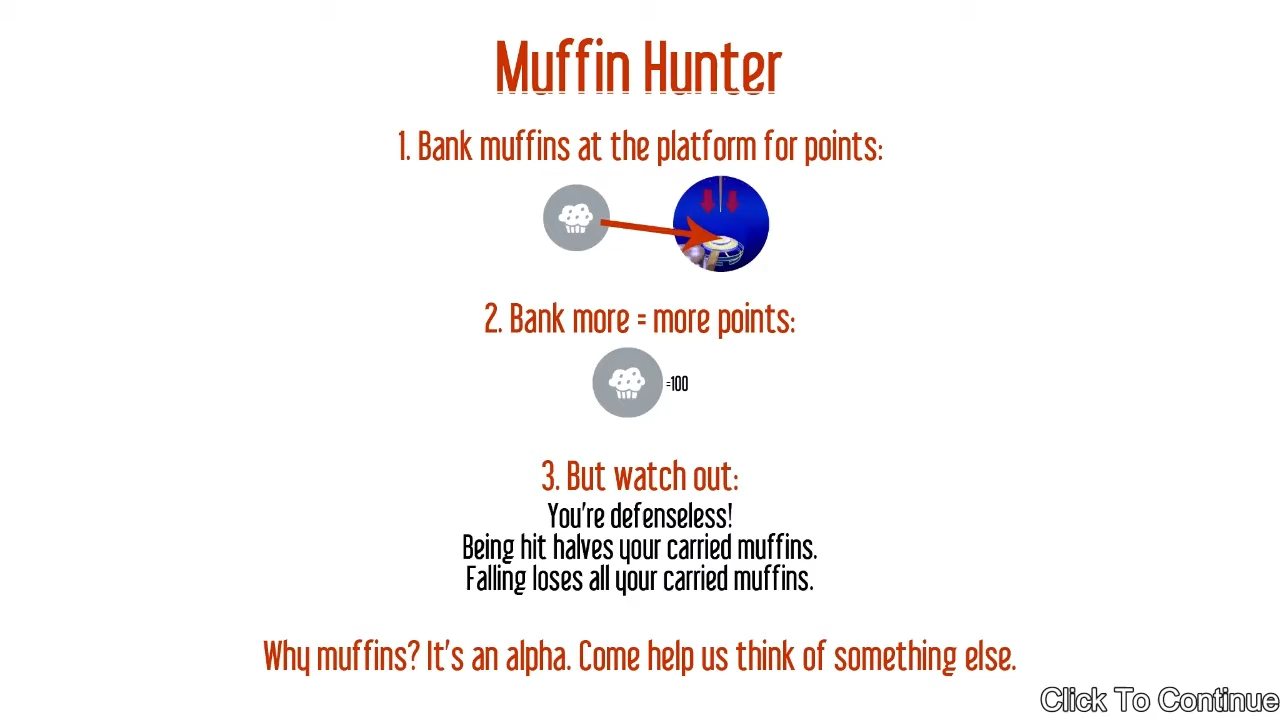 Muffin Hunter
1. Bank muffins at the platform for points:
2. Bank more = more points:
=100
3. But watch out:
You're defenseless!
Being hit halves your carried muffins.
Falling loses all your carried muffins.
Why muffins? It's an alpha. Come help us think of something else.
Click To Continue